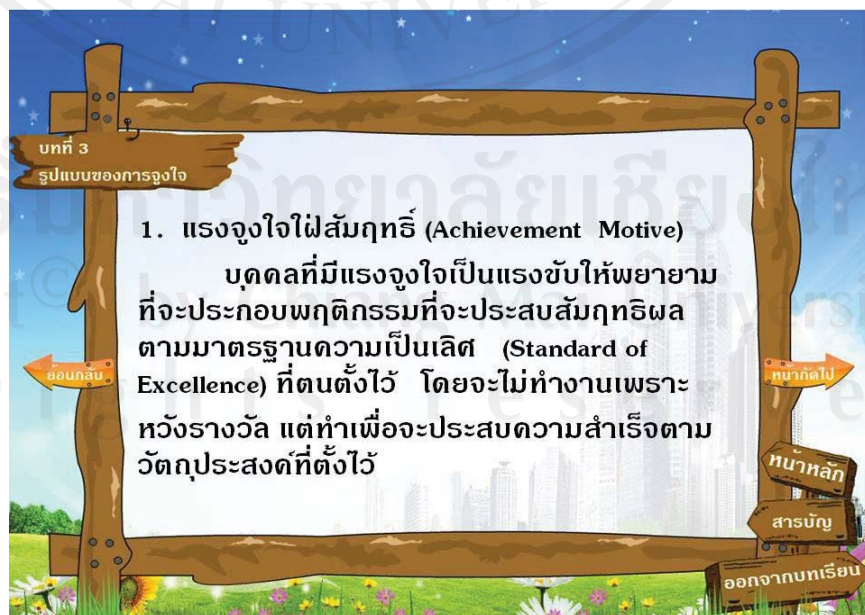 บทที่ 3
รูปแบบของการจูงใจ
1. แรงจูงใจใฝ่สัมฤทธิ์ (Achievement Motive)
บุคคลที่มีแรงจูงใจเป็นแรงขับให้พยายาม
ที่จะประกอบพฤติกรรมที่จะประสบสัมฤทธิผล
ตามมาตรฐานความเป็นเลิศ (Standard of
Excellence) ที่ตนตั้งไว้ โดยจะไม่ทำงานเพราะ
หวังรางวัล แต่ทำเพื่อจะประสบความสำเร็จตาม
วัตถุประสงค์ที่ตั้งไว้
ย้อนกลับ
หน้าถัดไป
หน้าหลัก
สารบัญ
ออกจากบทเรียน